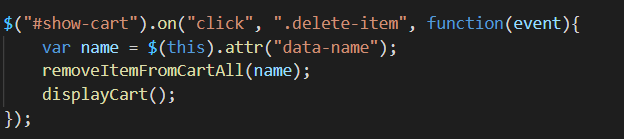 $("#show-cart").on("click", ".delete-item", function(event){
    var name = $(this).attr("data-name");
    removeItemFromCartAll(name);
    displayCart();
});